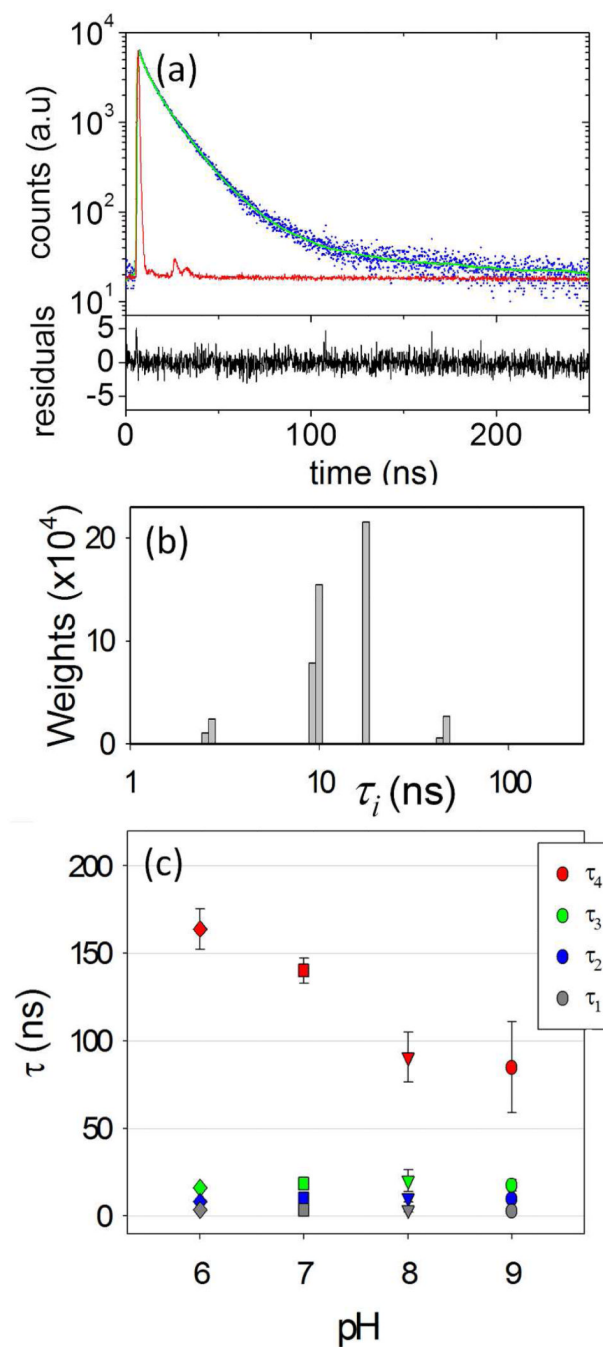 (a)
counts (a.u)
10⁴
10³
10²
10¹
residuals
5
0
-5
0 100 200
time (ns)
(b)
Weights (x10⁴)
20
10
0
1 10 100
τᵢ (ns)
(c)
τ (ns)
200
150
100
50
0
τ₄
τ₃
τ₂
τ₁
6 7 8 9
pH